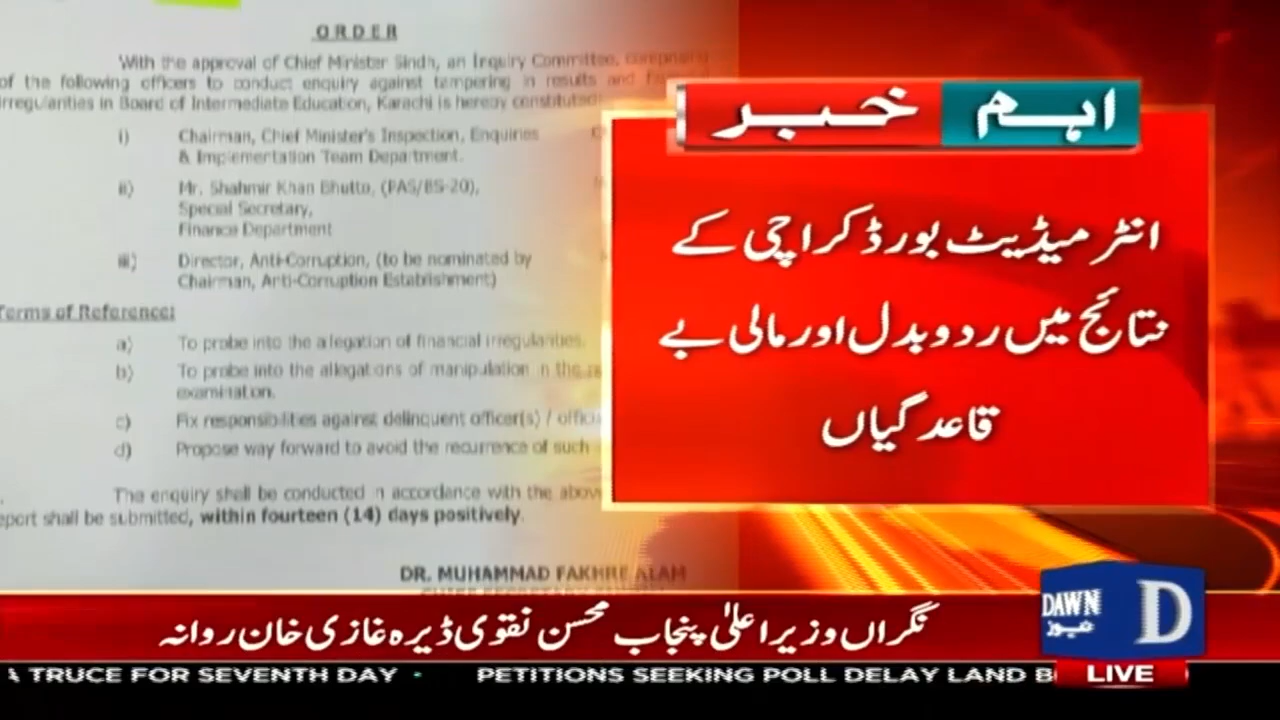 ORDER
With the approval of Chief Minister Sindh, an Inquiry Committee, comprising
of the following officers to conduct enquiry against tampering in results and
irregularities in Board of Intermediate Education, Karachi is hereby constituted
i) Chairman, Chief Minister's Inspection, Enquiries
& Implementation Team Department.
ii) Mr. Shahmir Khan Bhutto, (PAS/BS-20),
Special Secretary,
Finance Department
iii) Director, Anti-Corruption, (to be nominated by
Chairman, Anti-Corruption Establishment)
Terms of Reference:
a) To probe into the allegation of financial irregularities.
b) To probe into the allegations of manipulation in the
examination.
c) Fix responsibilities against delinquent officer(s) /
d) Propose way forward to avoid the recurrence of such
The enquiry shall be conducted in accordance with the above
eport shall be submitted, within fourteen (14) days positively.
DR. MUHAMMAD FAKHRE ALAM
اہم خبر
انٹرمیڈیٹ بورڈ کراچی کے
نتائج میں ردوبدل اور مالی بے
قاعدگیاں
نگراں وزیراعلیٰ پنجاب محسن نقوی ڈیرہ غازی خان روانہ
DAWN
نیوز
D
LIVE
A TRUCE FOR SEVENTH DAY · PETITIONS SEEKING POLL DELAY LAND B